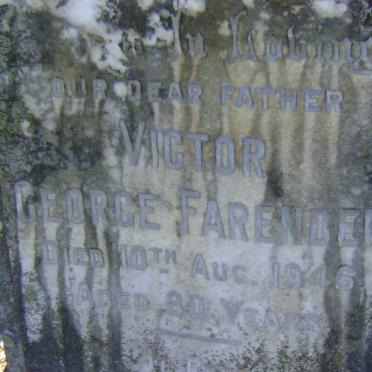 In Loving
OUR DEAR FATHER
VICTOR
GEORGE FARENDEN
DIED 10TH AUG. 1946
AGED 80 YEARS